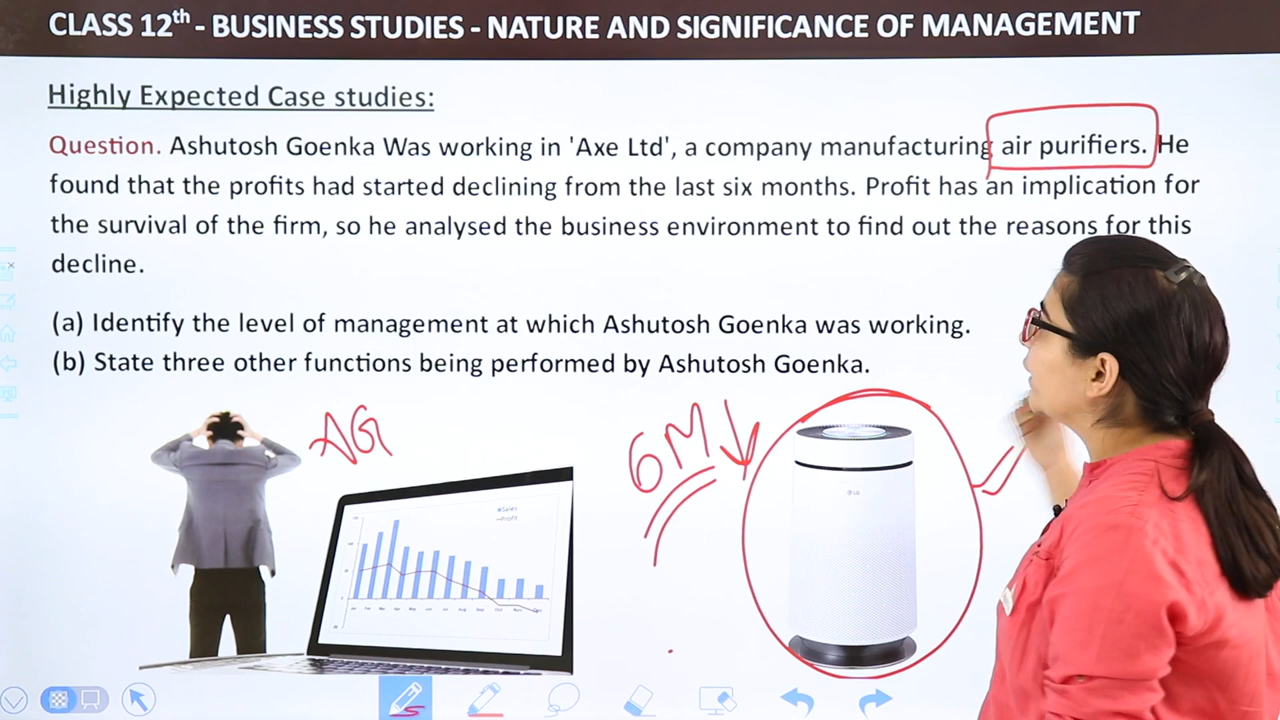 CLASS 12th - BUSINESS STUDIES - NATURE AND SIGNIFICANCE OF MANAGEMENT
Highly Expected Case studies:
Question. Ashutosh Goenka Was working in 'Axe Ltd', a company manufacturing air purifiers. He
found that the profits had started declining from the last six months. Profit has an implication for
the survival of the firm, so he analysed the business environment to find out the reasons for this
decline.
(a) Identify the level of management at which Ashutosh Goenka was working.
(b) State three other functions being performed by Ashutosh Goenka.
AG
6M
Sales
Profit
LG